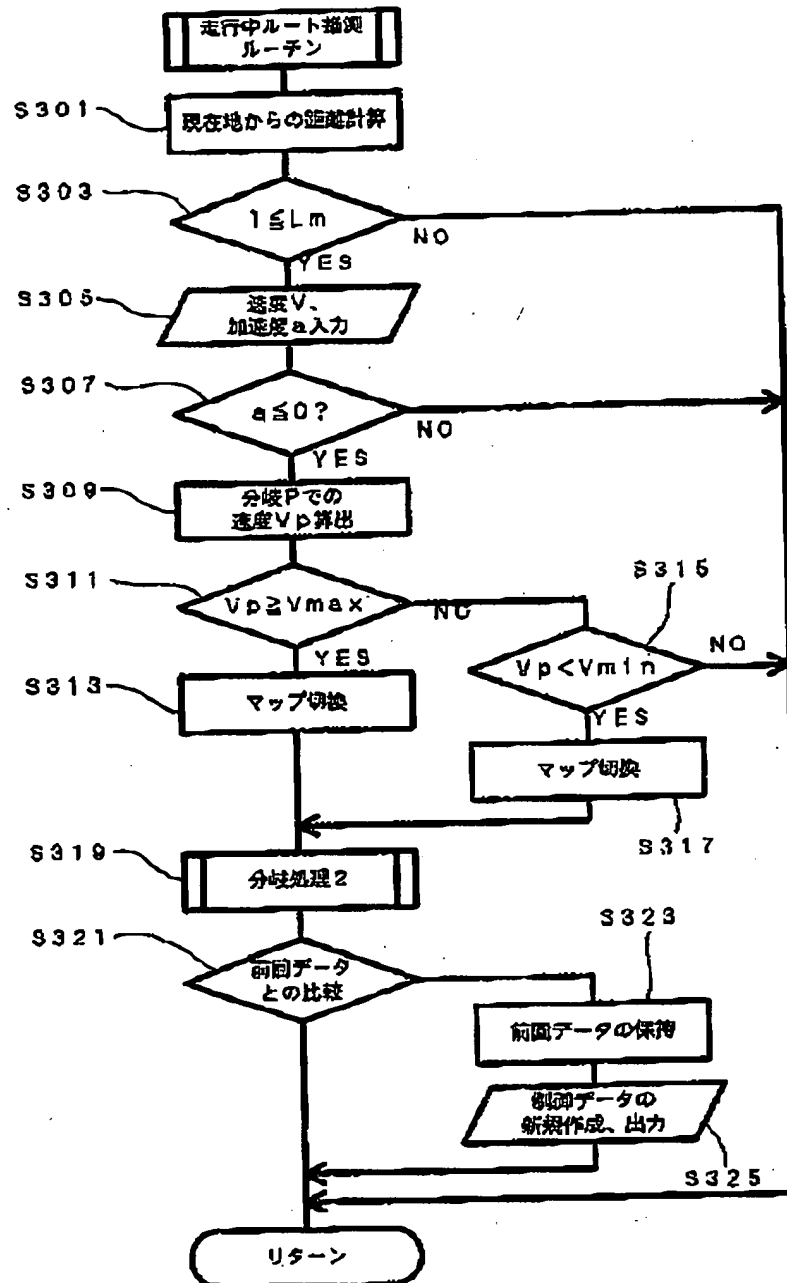 走行中ルート推測
ルーチン
S301
現在地からの距離計算
S303
l≦Lm
NO
YES
S305
速度V、
加速度a入力
S307
a≦0?
NO
YES
S309
分岐Pでの
速度Vp算出
S311
Vp≧Vmax
NO
YES
S315
Vp<Vmin
NO
YES
S313
マップ切換
マップ切換
S317
S319
分岐処理2
S321
前回データ
との比較
S323
前回データの保持
制御データの
新規作成、出力
S325
リターン